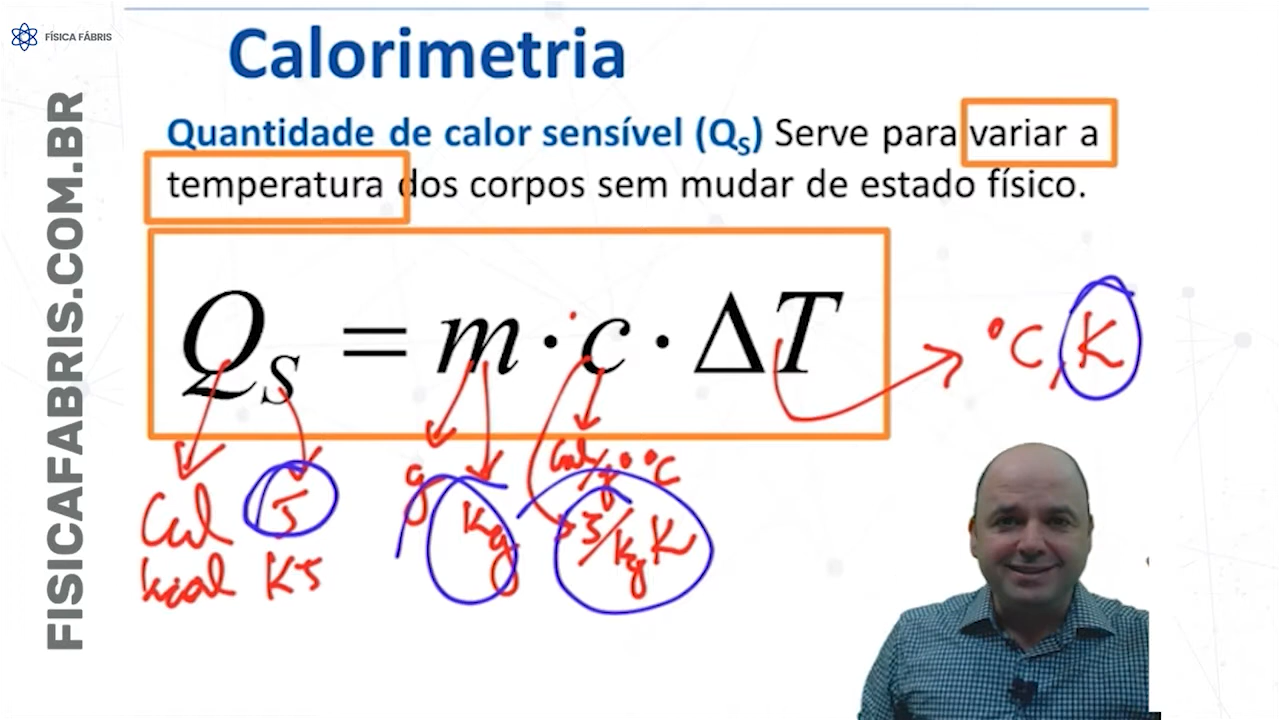 FÍSICA FÁBRIS
FISICAFABRIS.COM.BR
Calorimetria
Quantidade de calor sensível (Qs) Serve para variar a
temperatura dos corpos sem mudar de estado físico.
Qs = m · c · ΔT
°C, K
Cal J g Kg cal/g°C
J/Kg K
kcal KJ